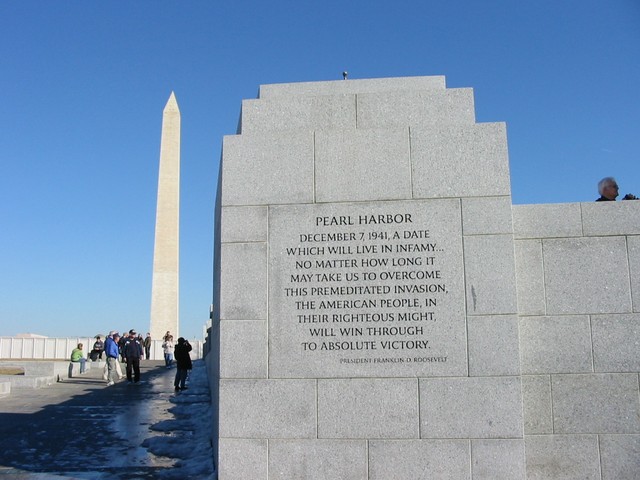 PEARL HARBOR
DECEMBER 7, 1941, A DATE
WHICH WILL LIVE IN INFAMY...
NO MATTER HOW LONG IT
MAY TAKE US TO OVERCOME
THIS PREMEDITATED INVASION,
THE AMERICAN PEOPLE, IN
THEIR RIGHTEOUS MIGHT,
WILL WIN THROUGH
TO ABSOLUTE VICTORY.
PRESIDENT FRANKLIN D. ROOSEVELT